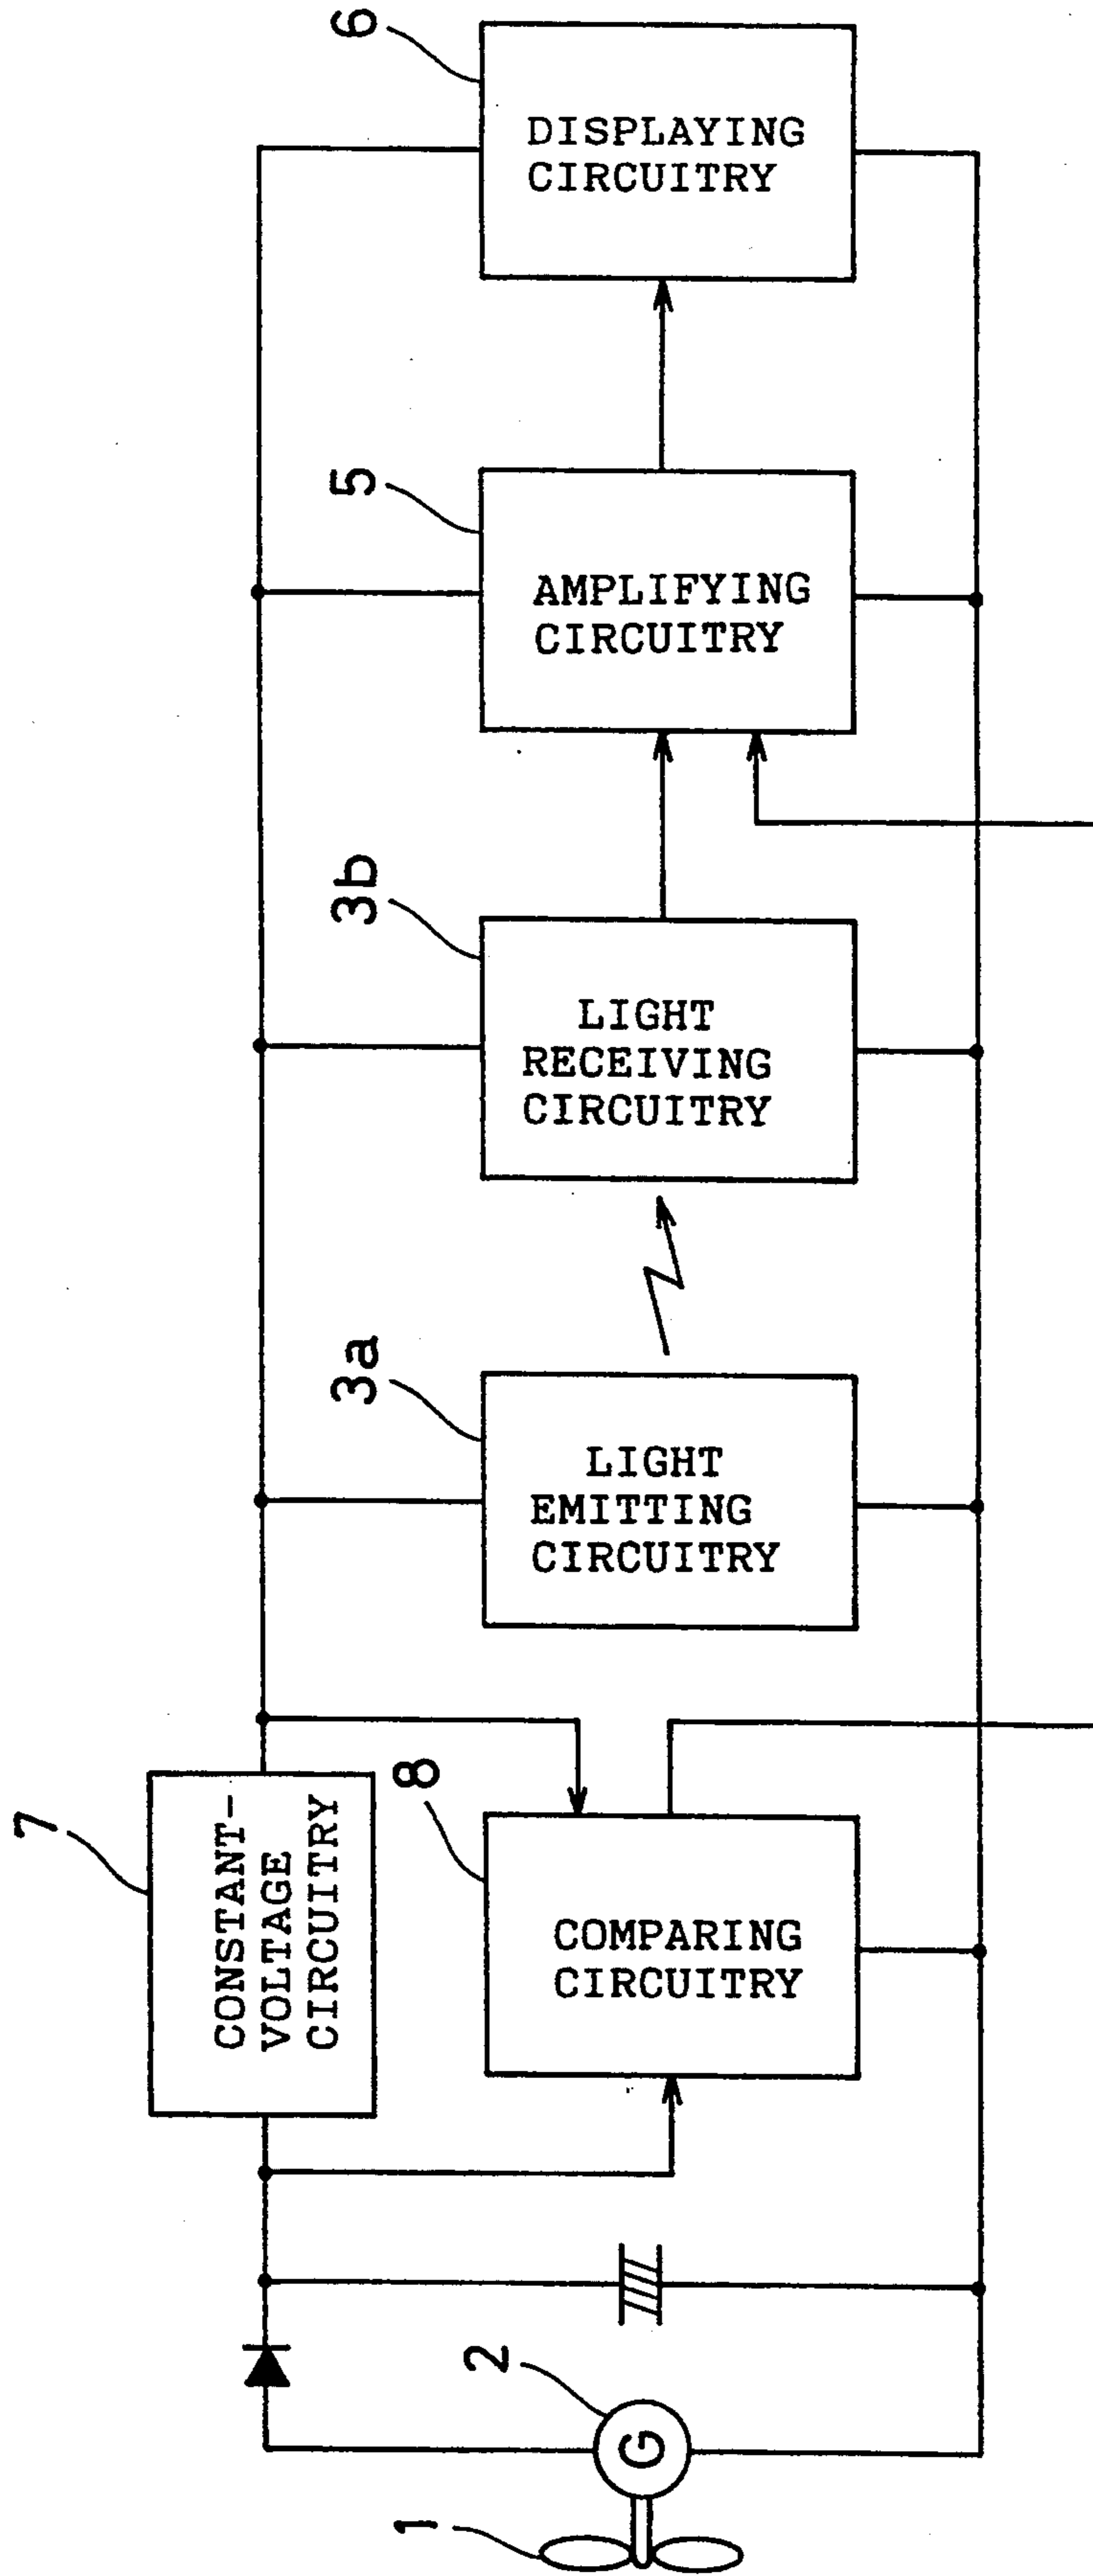 1
2
G
7
CONSTANT-
VOLTAGE
CIRCUITRY
8
COMPARING
CIRCUITRY
3a
LIGHT
EMITTING
CIRCUITRY
3b
LIGHT
RECEIVING
CIRCUITRY
5
AMPLIFYING
CIRCUITRY
6
DISPLAYING
CIRCUITRY